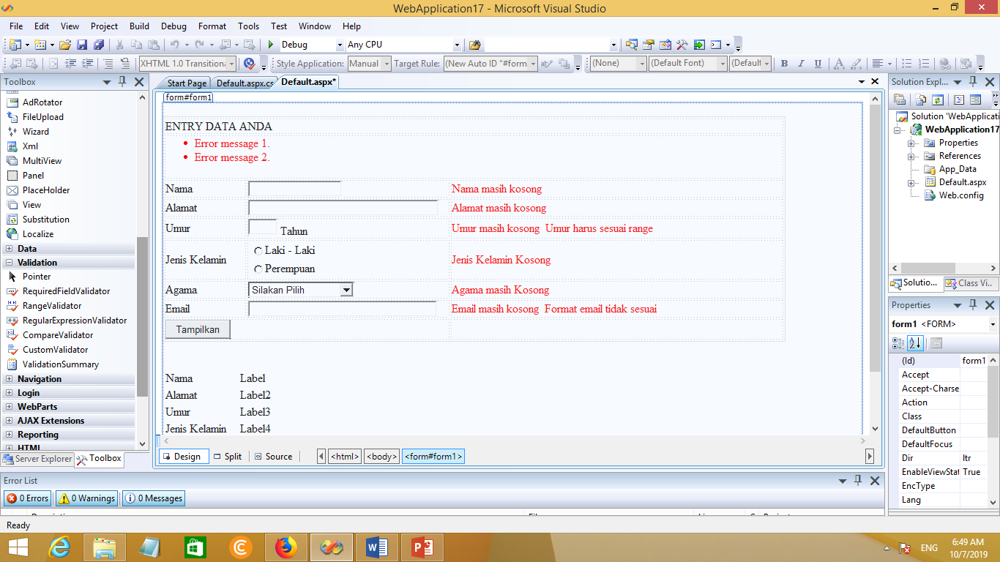 WebApplication17 - Microsoft Visual Studio
File Edit View Project Build Debug Format Tools Test Window Help
Debug Any CPU
XHTML 1.0 Transitiona Style Application: Manual Target Rule: (New Auto ID "#form (None) (Default Font) (Default B I U A
Toolbox
AdRotator
FileUpload
Wizard
Xml
MultiView
Panel
PlaceHolder
View
Substitution
Localize
Data
Validation
Pointer
RequiredFieldValidator
RangeValidator
RegularExpressionValidator
CompareValidator
CustomValidator
ValidationSummary
Navigation
Login
WebParts
AJAX Extensions
Reporting
HTML
Server Explorer Toolbox
Start Page Default.aspx.cs Default.aspx*
form#form1
ENTRY DATA ANDA
Error message 1.
Error message 2.
Nama Nama masih kosong
Alamat Alamat masih kosong
Umur Tahun Umur masih kosong Umur harus sesuai range
Jenis Kelamin Laki - Laki Jenis Kelamin Kosong
Perempuan
Agama Silakan Pilih Agama masih Kosong
Email Email masih kosong Format email tidak sesuai
Tampilkan
Nama Label
Alamat Label2
Umur Label3
Jenis Kelamin Label4
Design Split Source <html> <body> <form#form1>
Solution Expl...
Solution 'WebApplicati
WebApplication17
Properties
References
App_Data
Default.aspx
Web.config
Solutio... Class Vi...
Properties
form1 <FORM>
(Id) form1
Accept
Accept-Charse
Action
Class
DefaultButton
DefaultFocus
Dir ltr
EnableViewStat True
EncType
Lang
Error List
0 Errors 0 Warnings 0 Messages
Ready
ENG 6:49 AM
10/7/2019